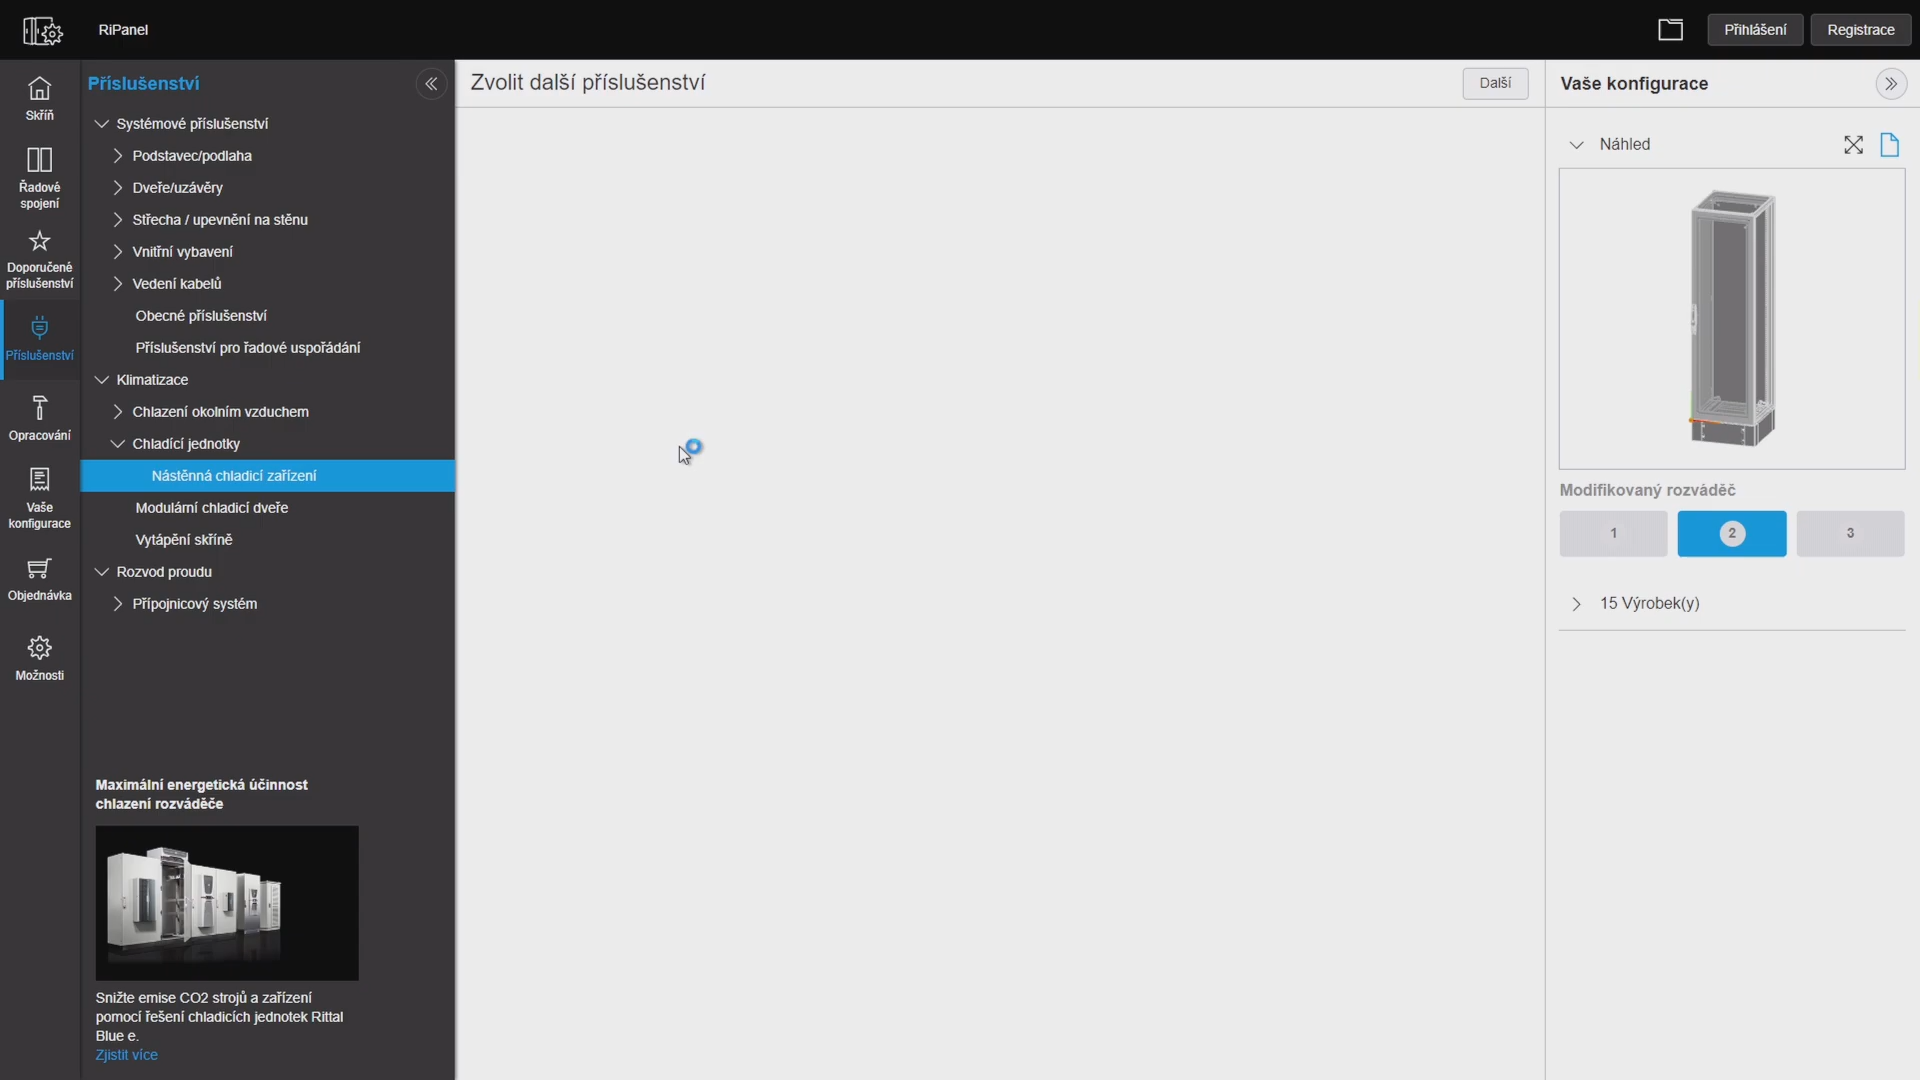 RiPanel
Přihlášení
Registrace
Skříň
Řadové
spojení
Doporučené
příslušenství
Příslušenství
Opracování
Vaše
konfigurace
Objednávka
Možnosti
Příslušenství
Systémové příslušenství
Podstavec/podlaha
Dveře/uzávěry
Střecha / upevnění na stěnu
Vnitřní vybavení
Vedení kabelů
Obecné příslušenství
Příslušenství pro řadové uspořádání
Klimatizace
Chlazení okolním vzduchem
Chladící jednotky
Nástěnná chladicí zařízení
Modulární chladicí dveře
Vytápění skříně
Rozvod proudu
Přípojnicový systém
Maximální energetická účinnost
chlazení rozváděče
Snižte emise CO2 strojů a zařízení
pomocí řešení chladicích jednotek Rittal
Blue e.
Zjistit více
Zvolit další příslušenství
Další
Vaše konfigurace
Náhled
Modifikovaný rozváděč
1
2
3
15 Výrobek(y)